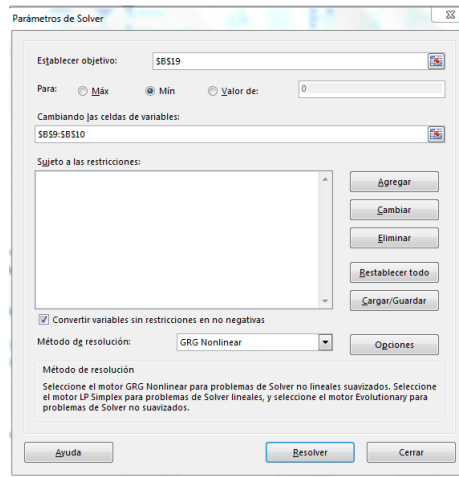 Parámetros de Solver
Establecer objetivo: $B$19
Para: Máx Mín Valor de: 0
Cambiando las celdas de variables:
$B$9:$B$10
Sujeto a las restricciones:
Agregar
Cambiar
Eliminar
Restablecer todo
Cargar/Guardar
Convertir variables sin restricciones en no negativas
Método de resolución: GRG Nonlinear Opciones
Método de resolución
Seleccione el motor GRG Nonlinear para problemas de Solver no lineales suavizados. Seleccione
el motor LP Simplex para problemas de Solver lineales, y seleccione el motor Evolutionary para
problemas de Solver no suavizados.
Ayuda Resolver Cerrar